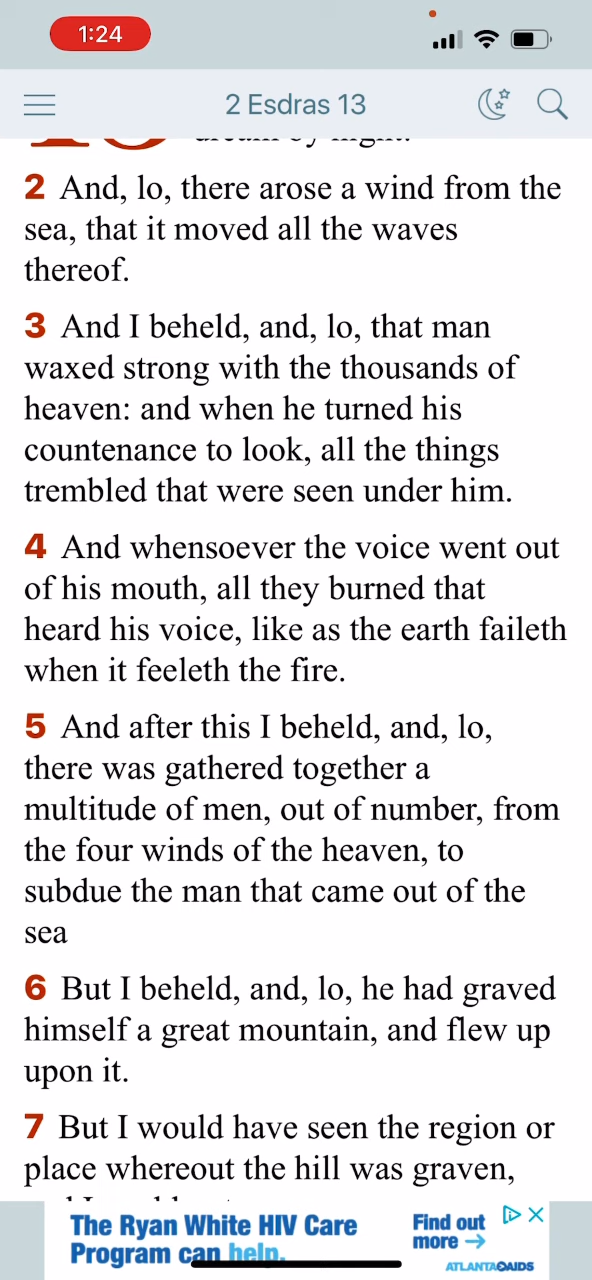 1:24
2 Esdras 13
2 And, lo, there arose a wind from the
sea, that it moved all the waves
thereof.
3 And I beheld, and, lo, that man
waxed strong with the thousands of
heaven: and when he turned his
countenance to look, all the things
trembled that were seen under him.
4 And whensoever the voice went out
of his mouth, all they burned that
heard his voice, like as the earth faileth
when it feeleth the fire.
5 And after this I beheld, and, lo,
there was gathered together a
multitude of men, out of number, from
the four winds of the heaven, to
subdue the man that came out of the
sea
6 But I beheld, and, lo, he had graved
himself a great mountain, and flew up
upon it.
7 But I would have seen the region or
place whereout the hill was graven,
The Ryan White HIV Care
Program can help.
Find out
more →
ATLANTA AIDS